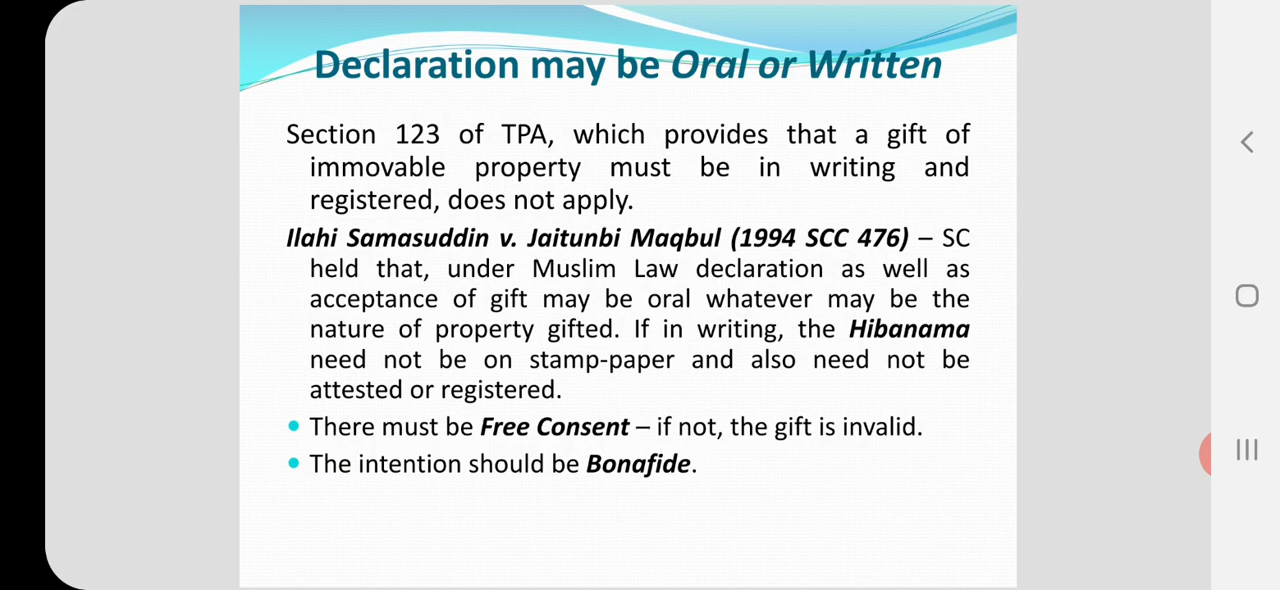 Declaration may be Oral or Written
Section 123 of TPA, which provides that a gift of
immovable property must be in writing and
registered, does not apply.
Ilahi Samasuddin v. Jaitunbi Maqbul (1994 SCC 476) – SC
held that, under Muslim Law declaration as well as
acceptance of gift may be oral whatever may be the
nature of property gifted. If in writing, the Hibanama
need not be on stamp-paper and also need not be
attested or registered.
• There must be Free Consent – if not, the gift is invalid.
• The intention should be Bonafide.